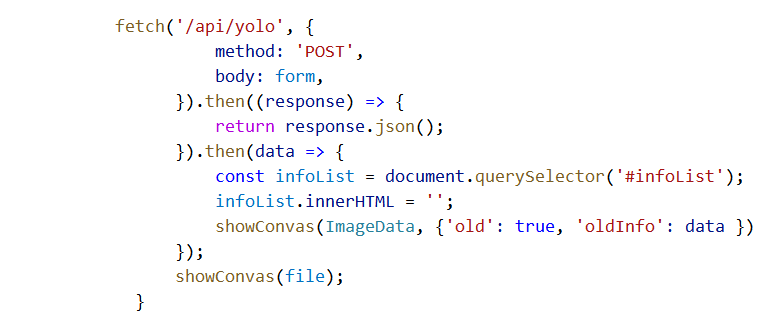 fetch('/api/yolo', {
method: 'POST',
body: form,
}).then((response) => {
return response.json();
}).then(data => {
const infoList = document.querySelector('#infoList');
infoList.innerHTML = '';
showConvas(ImageData, {'old': true, 'oldInfo': data })
});
showConvas(file);
}